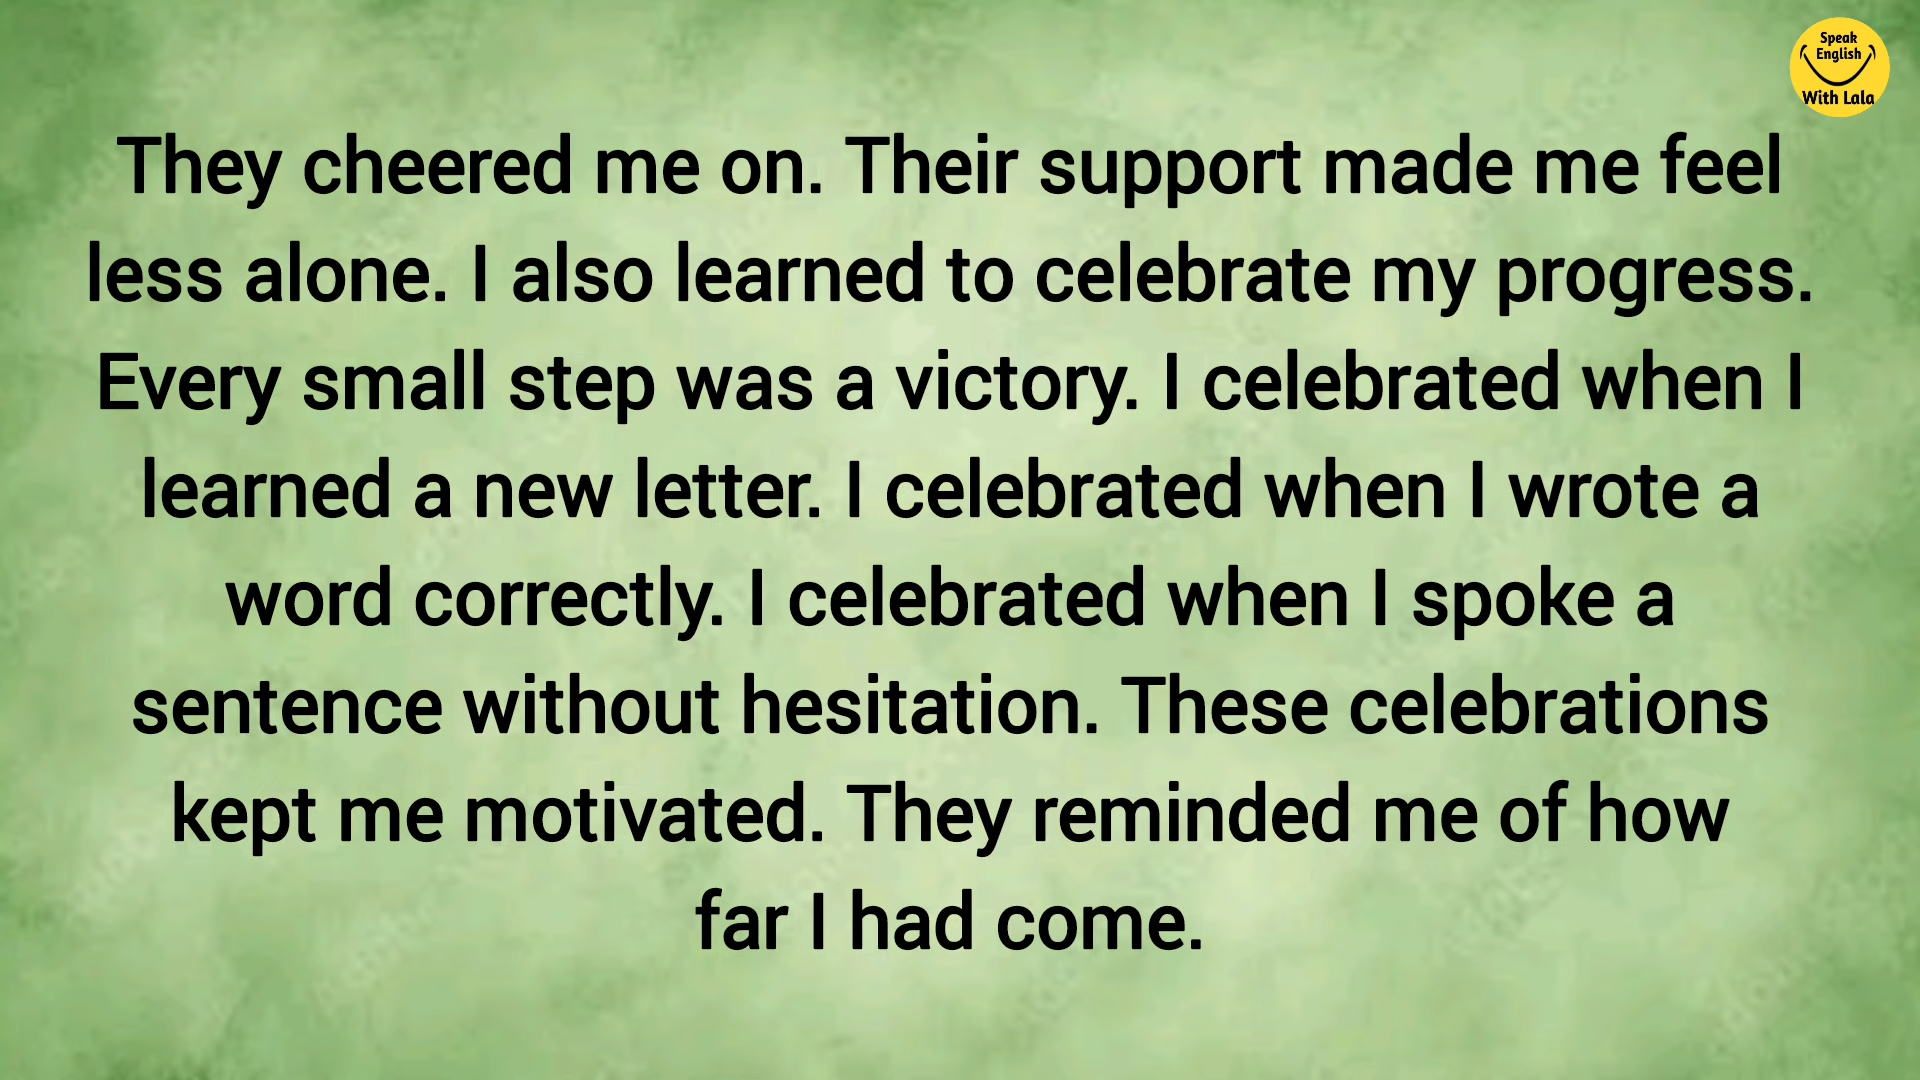 Speak
English
With Lala
They cheered me on. Their support made me feel
less alone. I also learned to celebrate my progress.
Every small step was a victory. I celebrated when I
learned a new letter. I celebrated when I wrote a
word correctly. I celebrated when I spoke a
sentence without hesitation. These celebrations
kept me motivated. They reminded me of how
far I had come.